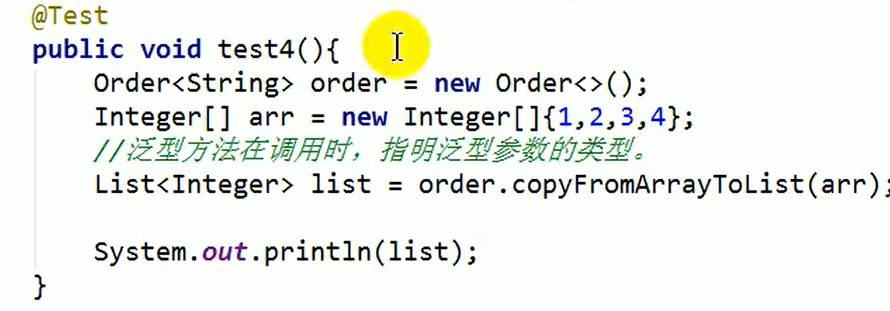 @Test
public void test4(){
Order<String> order = new Order<>();
Integer[] arr = new Integer[]{1,2,3,4};
//泛型方法在调用时，指明泛型参数的类型。
List<Integer> list = order.copyFromArrayToList(arr);
System.out.println(list);
}